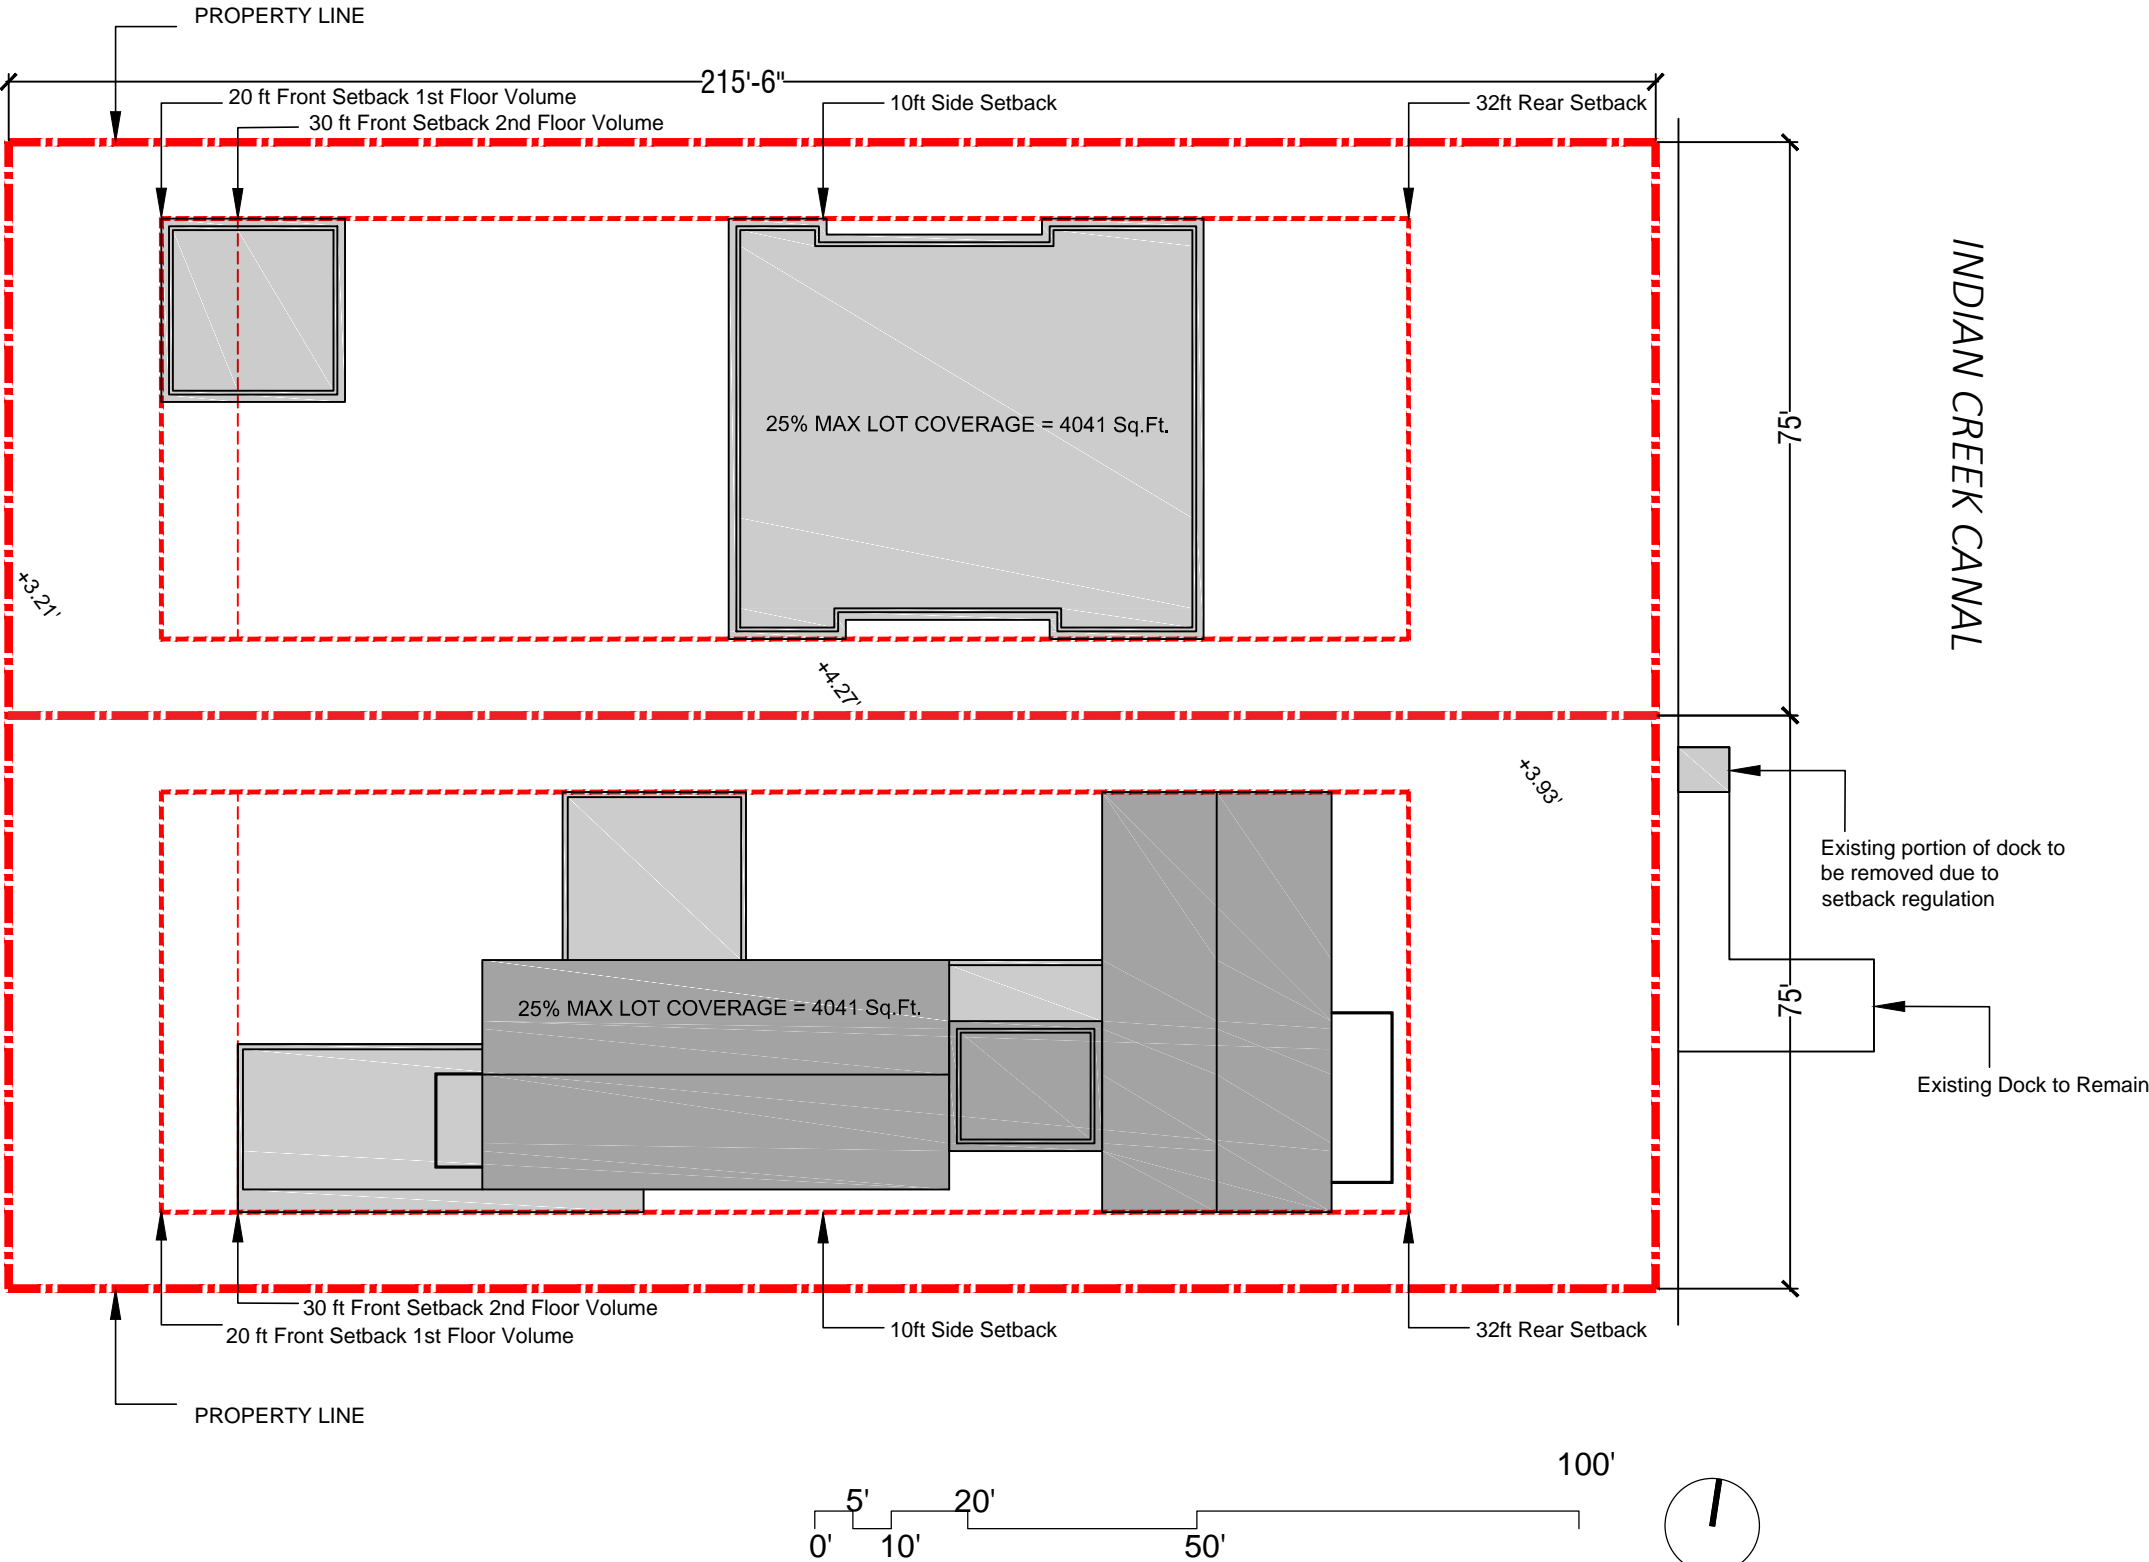 PROPERTY LINE
215'-6"
20 ft Front Setback 1st Floor Volume
10ft Side Setback
32ft Rear Setback
30 ft Front Setback 2nd Floor Volume
INDIAN CREEK CANAL
75'
25% MAX LOT COVERAGE = 4041 Sq.Ft.
+3.21'
+4.27'
+3.93'
Existing portion of dock to
be removed due to
setback regulation
75'
25% MAX LOT COVERAGE = 4041 Sq.Ft.
Existing Dock to Remain
30 ft Front Setback 2nd Floor Volume
20 ft Front Setback 1st Floor Volume
10ft Side Setback
32ft Rear Setback
PROPERTY LINE
100'
5'
20'
0'
10'
50'